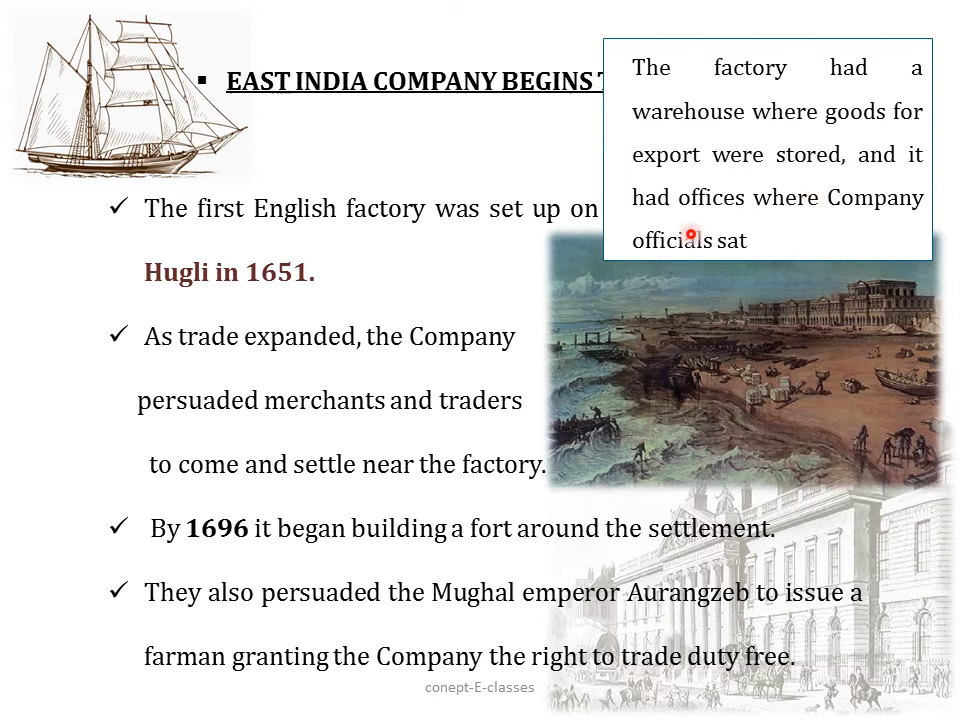 ▪ EAST INDIA COMPANY BEGINS
The factory had a
warehouse where goods for
export were stored, and it
had offices where Company
officials sat
✓ The first English factory was set up on
Hugli in 1651.
✓ As trade expanded, the Company
persuaded merchants and traders
to come and settle near the factory.
✓ By 1696 it began building a fort around the settlement.
✓ They also persuaded the Mughal emperor Aurangzeb to issue a
farman granting the Company the right to trade duty free.
conept-E-classes